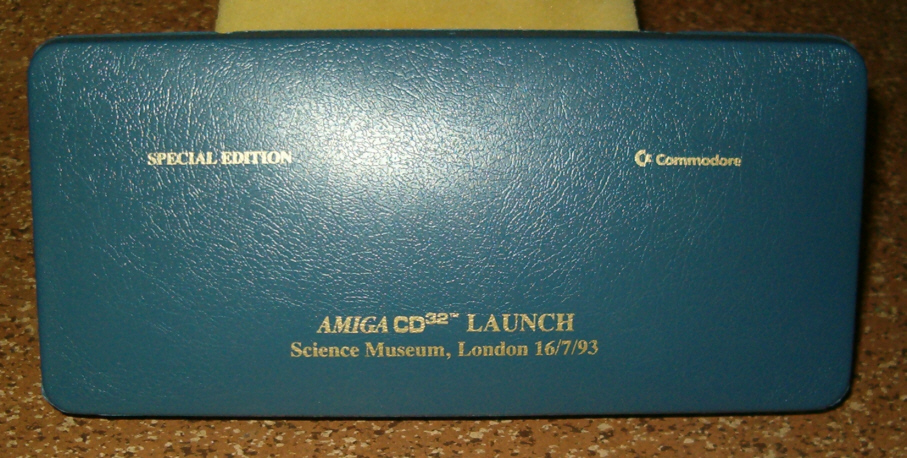 SPECIAL EDITION
Commodore
AMIGA CD32™ LAUNCH
Science Museum, London 16/7/93